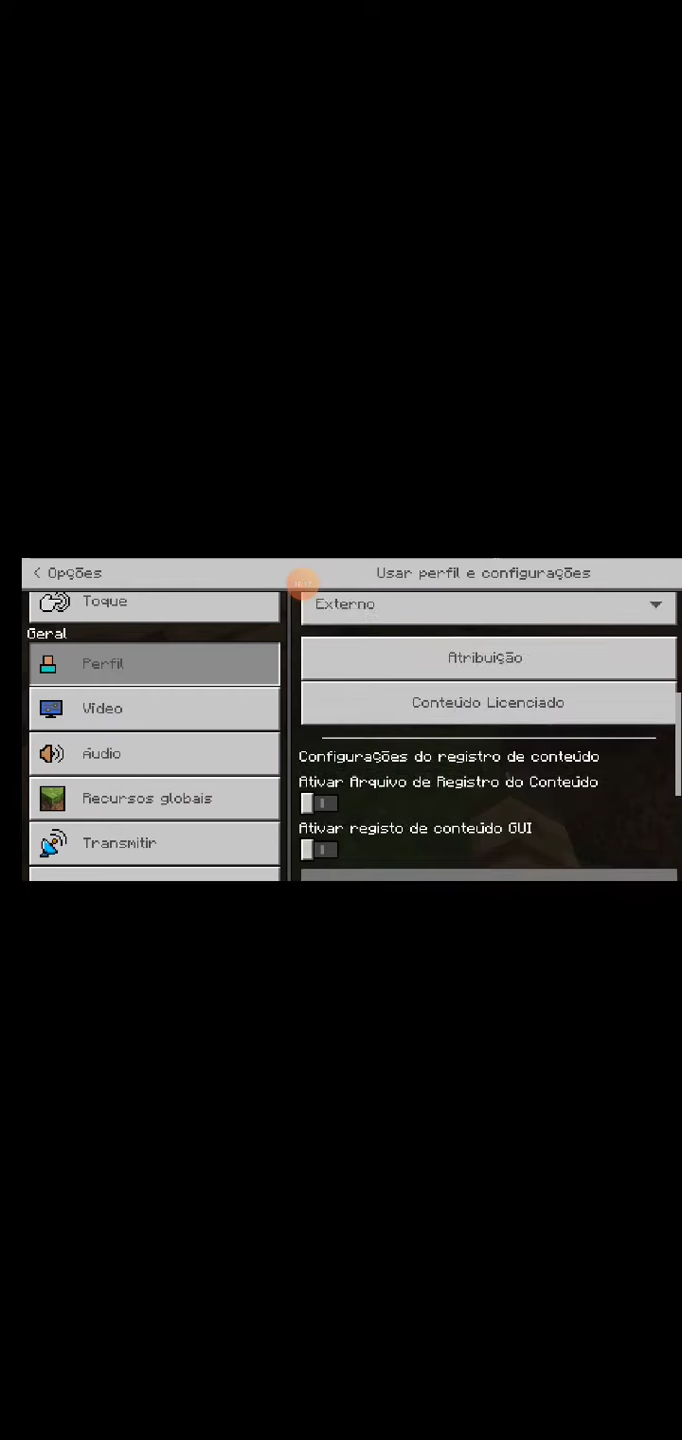 < Opções
Usar perfil e configurações
Toque
Geral
Perfil
Vídeo
Áudio
Recursos globais
Transmitir
Externo
Atribuição
Conteúdo Licenciado
Configurações do registro de conteúdo
Ativar Arquivo de Registro do Conteúdo
Ativar registo de conteúdo GUI